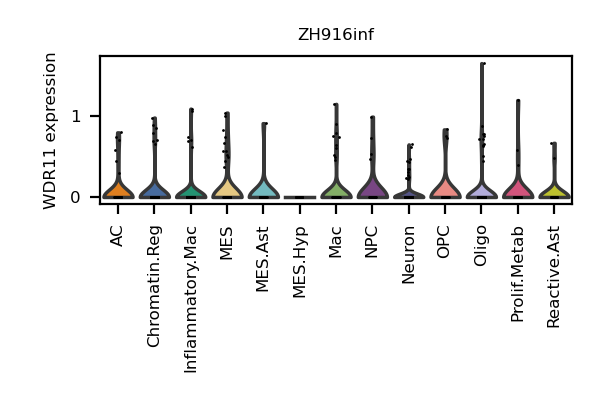 ZH916inf
WDR11 expression
1
0
AC
Chromatin.Reg
Inflammatory.Mac
MES
MES.Ast
MES.Hyp
Mac
NPC
Neuron
OPC
Oligo
Prolif.Metab
Reactive.Ast